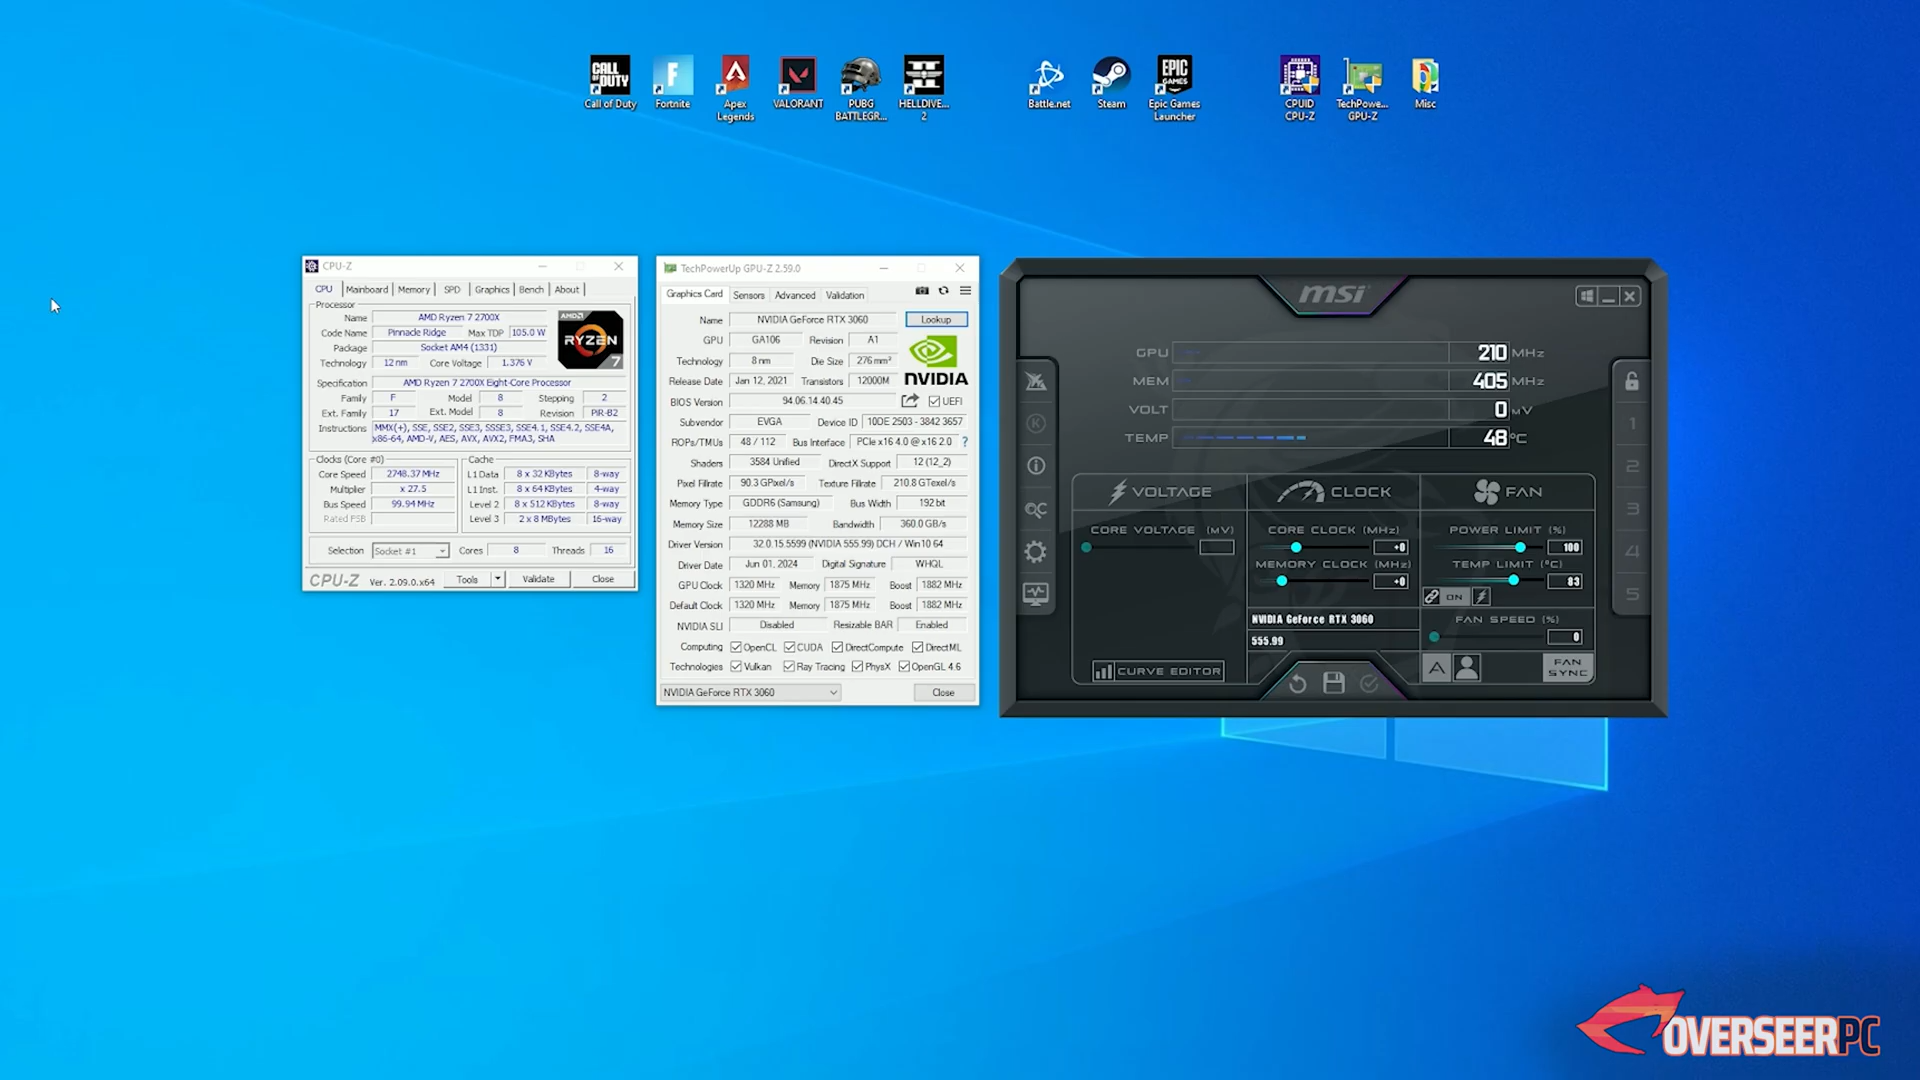 Call of Duty
Fortnite
Apex Legends
VALORANT
PUBG BATTLEGR...
HELLDIVE... 2
Battle.net
Steam
EPIC GAMES
Epic Games Launcher
CPUID CPU-Z
TechPowe... GPU-Z
Misc
CPU-Z
CPU Mainboard Memory SPD Graphics Bench About
Processor
Name AMD Ryzen 7 2700X
Code Name Pinnacle Ridge Max TDP 105.0 W
Package Socket AM4 (1331)
Technology 12 nm Core Voltage 1.376 V
AMD RYZEN 7
Specification AMD Ryzen 7 2700X Eight-Core Processor
Family F Model 8 Stepping 2
Ext. Family 17 Ext. Model 8 Revision PiR-B2
Instructions MMX(+), SSE, SSE2, SSE3, SSSE3, SSE4.1, SSE4.2, SSE4A,
x86-64, AMD-V, AES, AVX, AVX2, FMA3, SHA
Clocks (Core #0) Cache
Core Speed 2748.37 MHz L1 Data 8 x 32 KBytes 8-way
Multiplier x 27.5 L1 Inst. 8 x 64 KBytes 4-way
Bus Speed 99.94 MHz Level 2 8 x 512 KBytes 8-way
Rated FSB Level 3 2 x 8 MBytes 16-way
Selection Socket #1 Cores 8 Threads 16
CPU-Z Ver. 2.09.0.x64 Tools Validate Close
TechPowerUp GPU-Z 2.59.0
Graphics Card Sensors Advanced Validation
Name NVIDIA GeForce RTX 3060 Lookup
GPU GA106 Revision A1
Technology 8 nm Die Size 276 mm²
Release Date Jan 12, 2021 Transistors 12000M
NVIDIA
BIOS Version 94.06.14.40.45 UEFI
Subvendor EVGA Device ID 10DE 2503 - 3842 3657
ROPs/TMUs 48 / 112 Bus Interface PCIe x16 4.0 @ x16 2.0 ?
Shaders 3584 Unified DirectX Support 12 (12_2)
Pixel Fillrate 90.3 GPixel/s Texture Fillrate 210.8 GTexel/s
Memory Type GDDR6 (Samsung) Bus Width 192 bit
Memory Size 12288 MB Bandwidth 360.0 GB/s
Driver Version 32.0.15.5599 (NVIDIA 555.99) DCH / Win10 64
Driver Date Jun 01, 2024 Digital Signature WHQL
GPU Clock 1320 MHz Memory 1875 MHz Boost 1882 MHz
Default Clock 1320 MHz Memory 1875 MHz Boost 1882 MHz
NVIDIA SLI Disabled Resizable BAR Enabled
Computing OpenCL CUDA DirectCompute DirectML
Technologies Vulkan Ray Tracing PhysX OpenGL 4.6
NVIDIA GeForce RTX 3060 Close
msi
GPU 210 MHz
MEM 405 MHz
VOLT 0 MV
TEMP 48 °C
K
OC
1
2
3
4
5
VOLTAGE CLOCK FAN
CORE VOLTAGE (MV) CORE CLOCK (MHz) +0 POWER LIMIT (%) 100
MEMORY CLOCK (MHz) +0 TEMP LIMIT (°C) 83
ON
NVIDIA GeForce RTX 3060 FAN SPEED (%) 0
555.99
CURVE EDITOR A FAN SYNC
OVERSEERPC